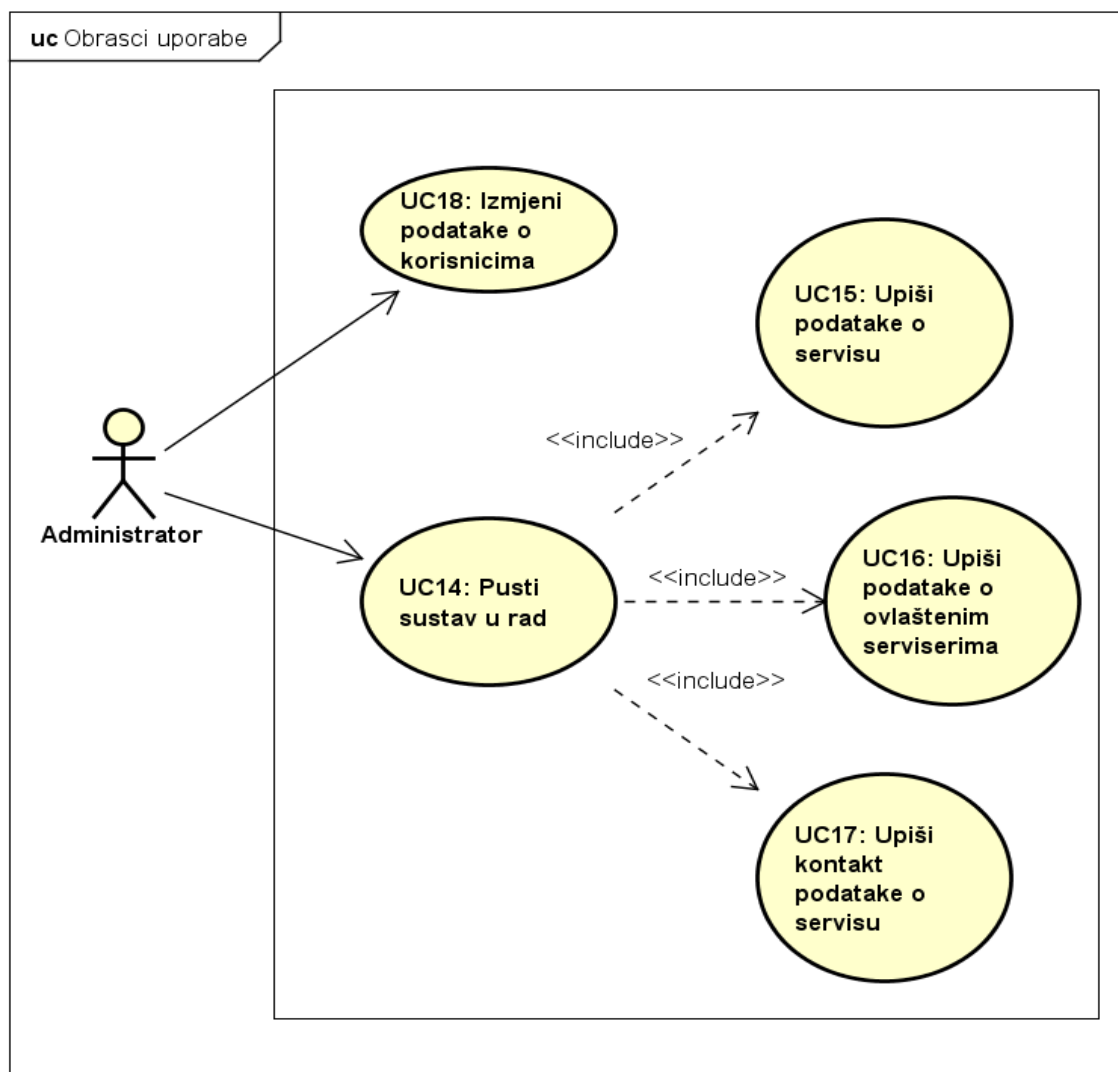 uc Obrasci uporabe
UC18: Izmjeni
podatake o
korisnicima
UC15: Upiši
podatake o
servisu
<<include>>
Administrator
UC14: Pusti
sustav u rad
<<include>>
UC16: Upiši
podatake o
ovlaštenim
serviserima
<<include>>
UC17: Upiši
kontakt
podatake o
servisu